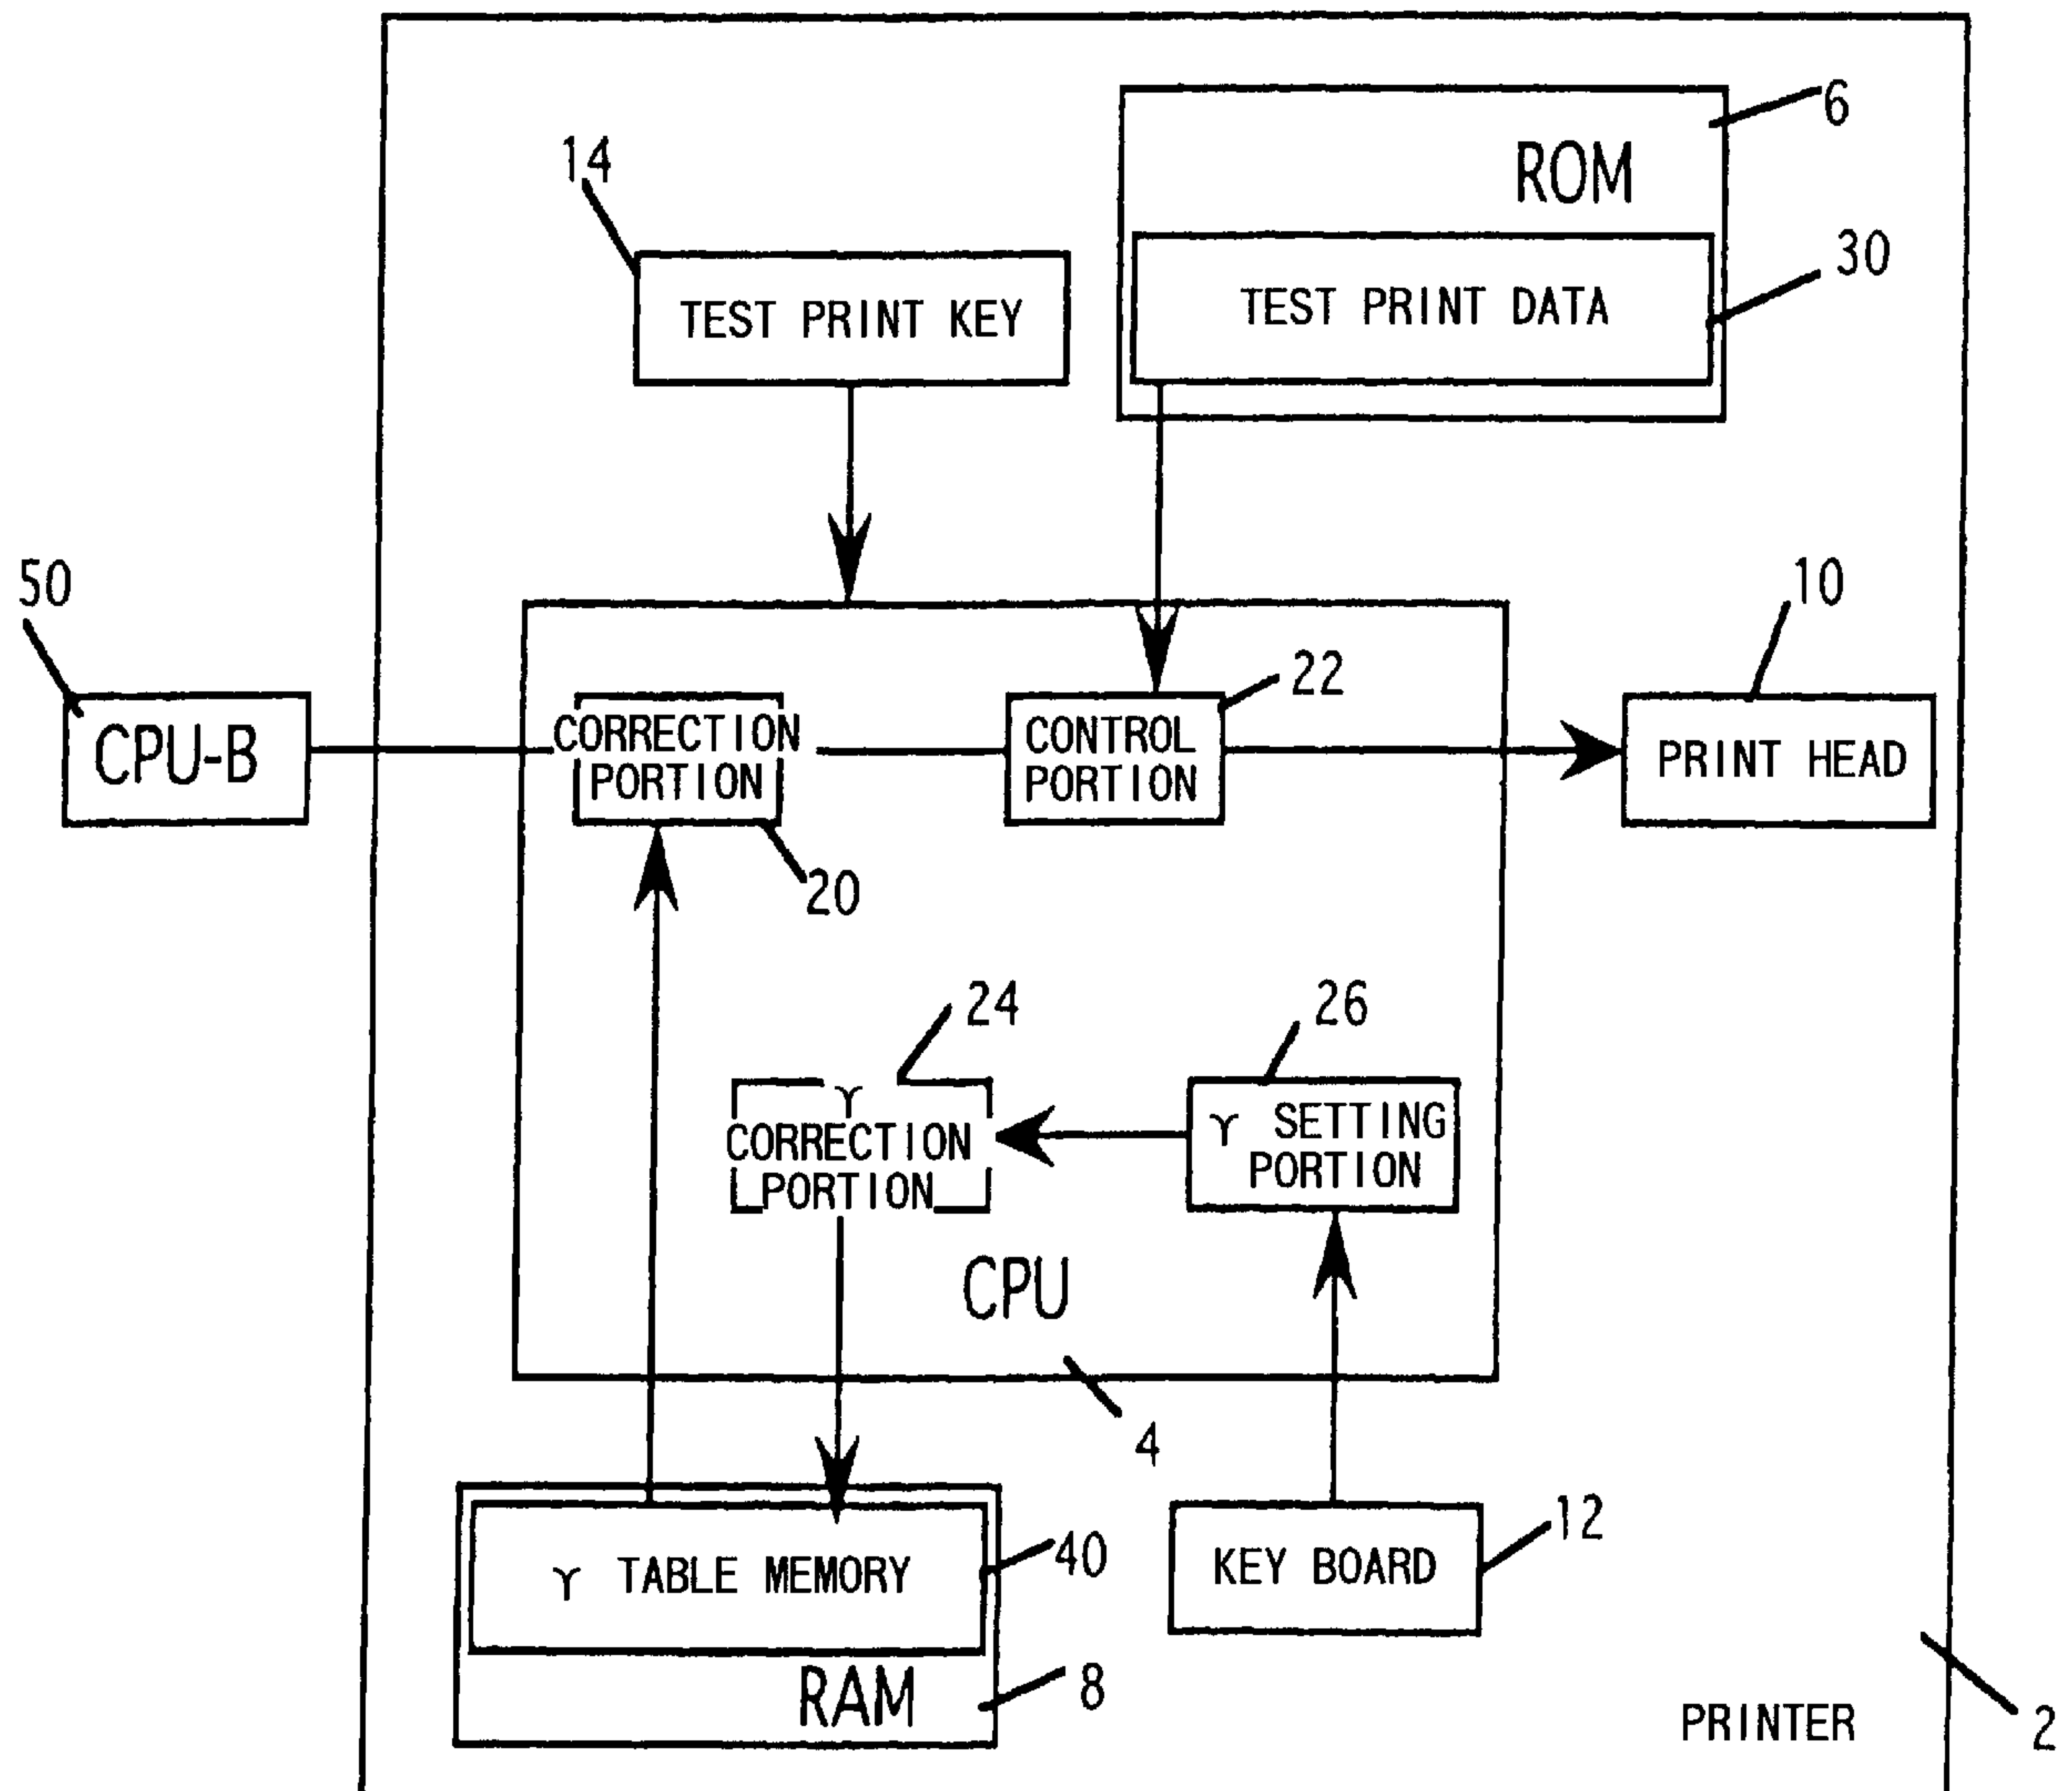 6
ROM
14
30
TEST PRINT KEY
TEST PRINT DATA
50
10
22
CPU-B
CORRECTION
PORTION
CONTROL
PORTION
PRINT HEAD
20
24
26
γ
CORRECTION
PORTION
γ SETTING
PORTION
CPU
4
12
γ TABLE MEMORY
40
KEY BOARD
RAM
8
PRINTER
2